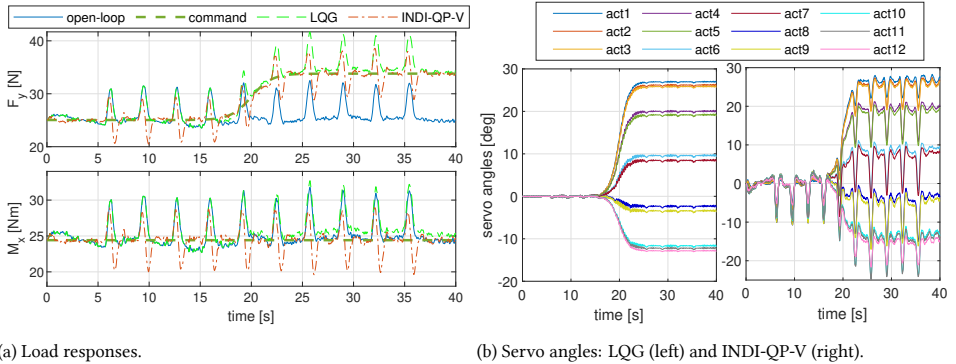 open-loop command LQG INDI-QP-V
F_y [N]
40
30
20
0 5 10 15 20 25 30 35 40
M_x [Nm]
30
25
20
0 5 10 15 20 25 30 35 40
time [s]
(a) Load responses.
act1 act4 act7 act10
act2 act5 act8 act11
act3 act6 act9 act12
servo angles [deg]
30
20
10
0
-10
-20
0 10 20 30 40
time [s]
30
20
10
0
-10
-20
0 10 20 30 40
time [s]
(b) Servo angles: LQG (left) and INDI-QP-V (right).